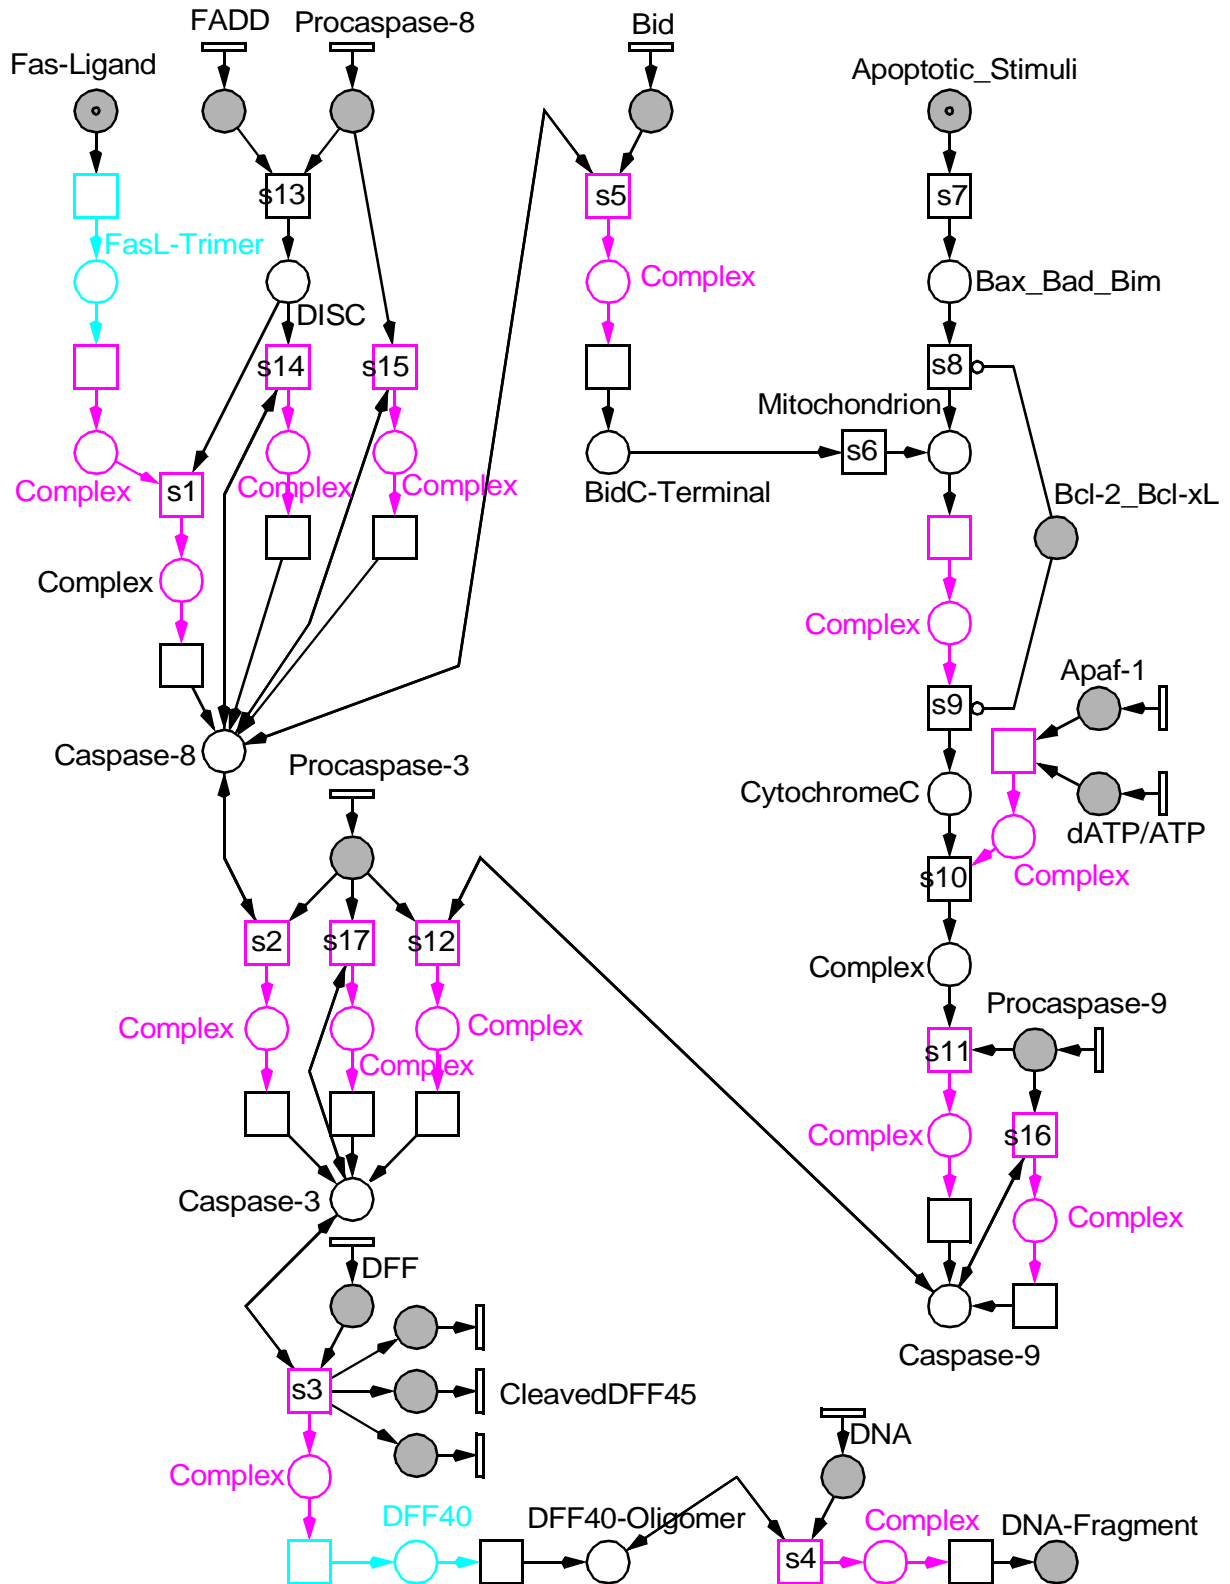 FADD
Procaspase-8
Bid
Fas-Ligand
Apoptotic_Stimuli
s13
s5
s7
FasL-Trimer
Complex
Bax_Bad_Bim
DISC
s14
s15
s8
Mitochondrion
s6
Complex
s1
Complex
Complex
BidC-Terminal
Bcl-2_Bcl-xL
Complex
Complex
Apaf-1
s9
Caspase-8
Procaspase-3
CytochromeC
dATP/ATP
s10
Complex
s2
s17
s12
Complex
Procaspase-9
Complex
Complex
Complex
s11
Complex
s16
Caspase-3
Complex
DFF
Caspase-9
s3
CleavedDFF45
DNA
Complex
DFF40
DFF40-Oligomer
Complex
DNA-Fragment
s4